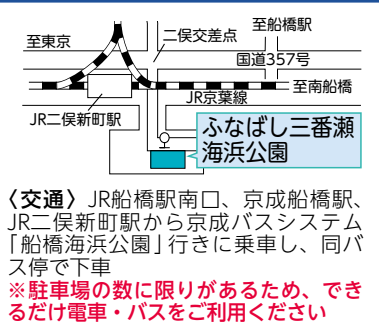 至船橋駅
二俣交差点
至東京
国道357号
至南船橋
JR京葉線
JR二俣新町駅
ふなばし三番瀬
海浜公園
〈交通〉JR船橋駅南口、京成船橋駅、
JR二俣新町駅から京成バスシステム
「船橋海浜公園」行きに乗車し、同バ
ス停で下車
※駐車場の数に限りがあるため、でき
るだけ電車・バスをご利用ください